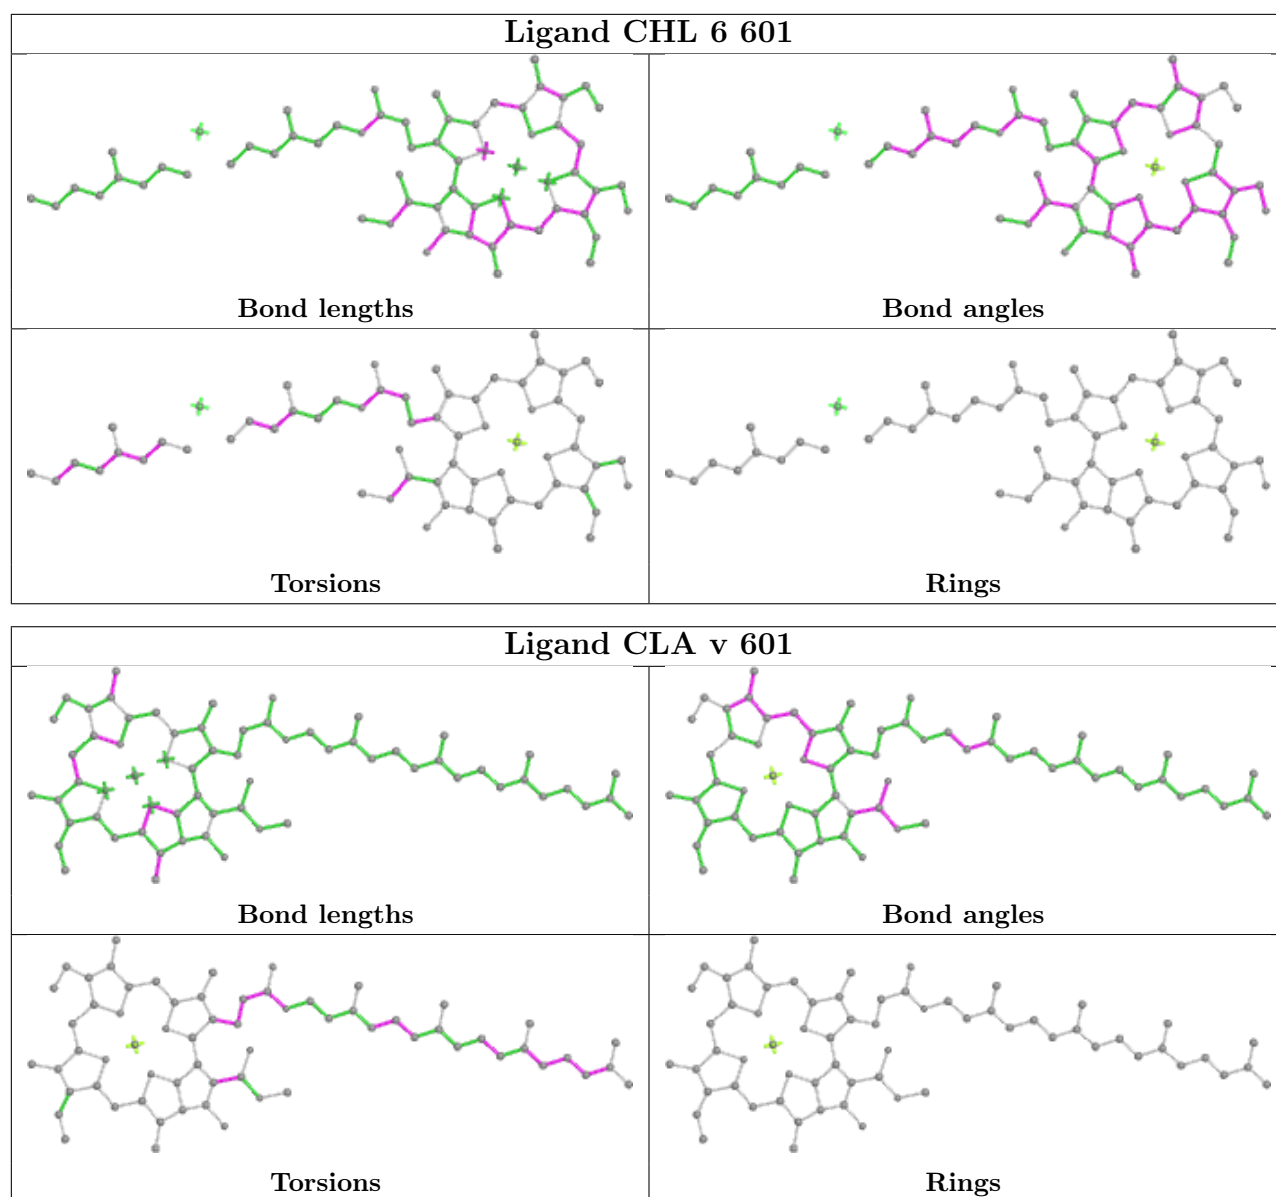 Ligand CHL 6 601
Bond lengths
Bond angles
Torsions
Rings
Ligand CLA v 601
Bond lengths
Bond angles
Torsions
Rings